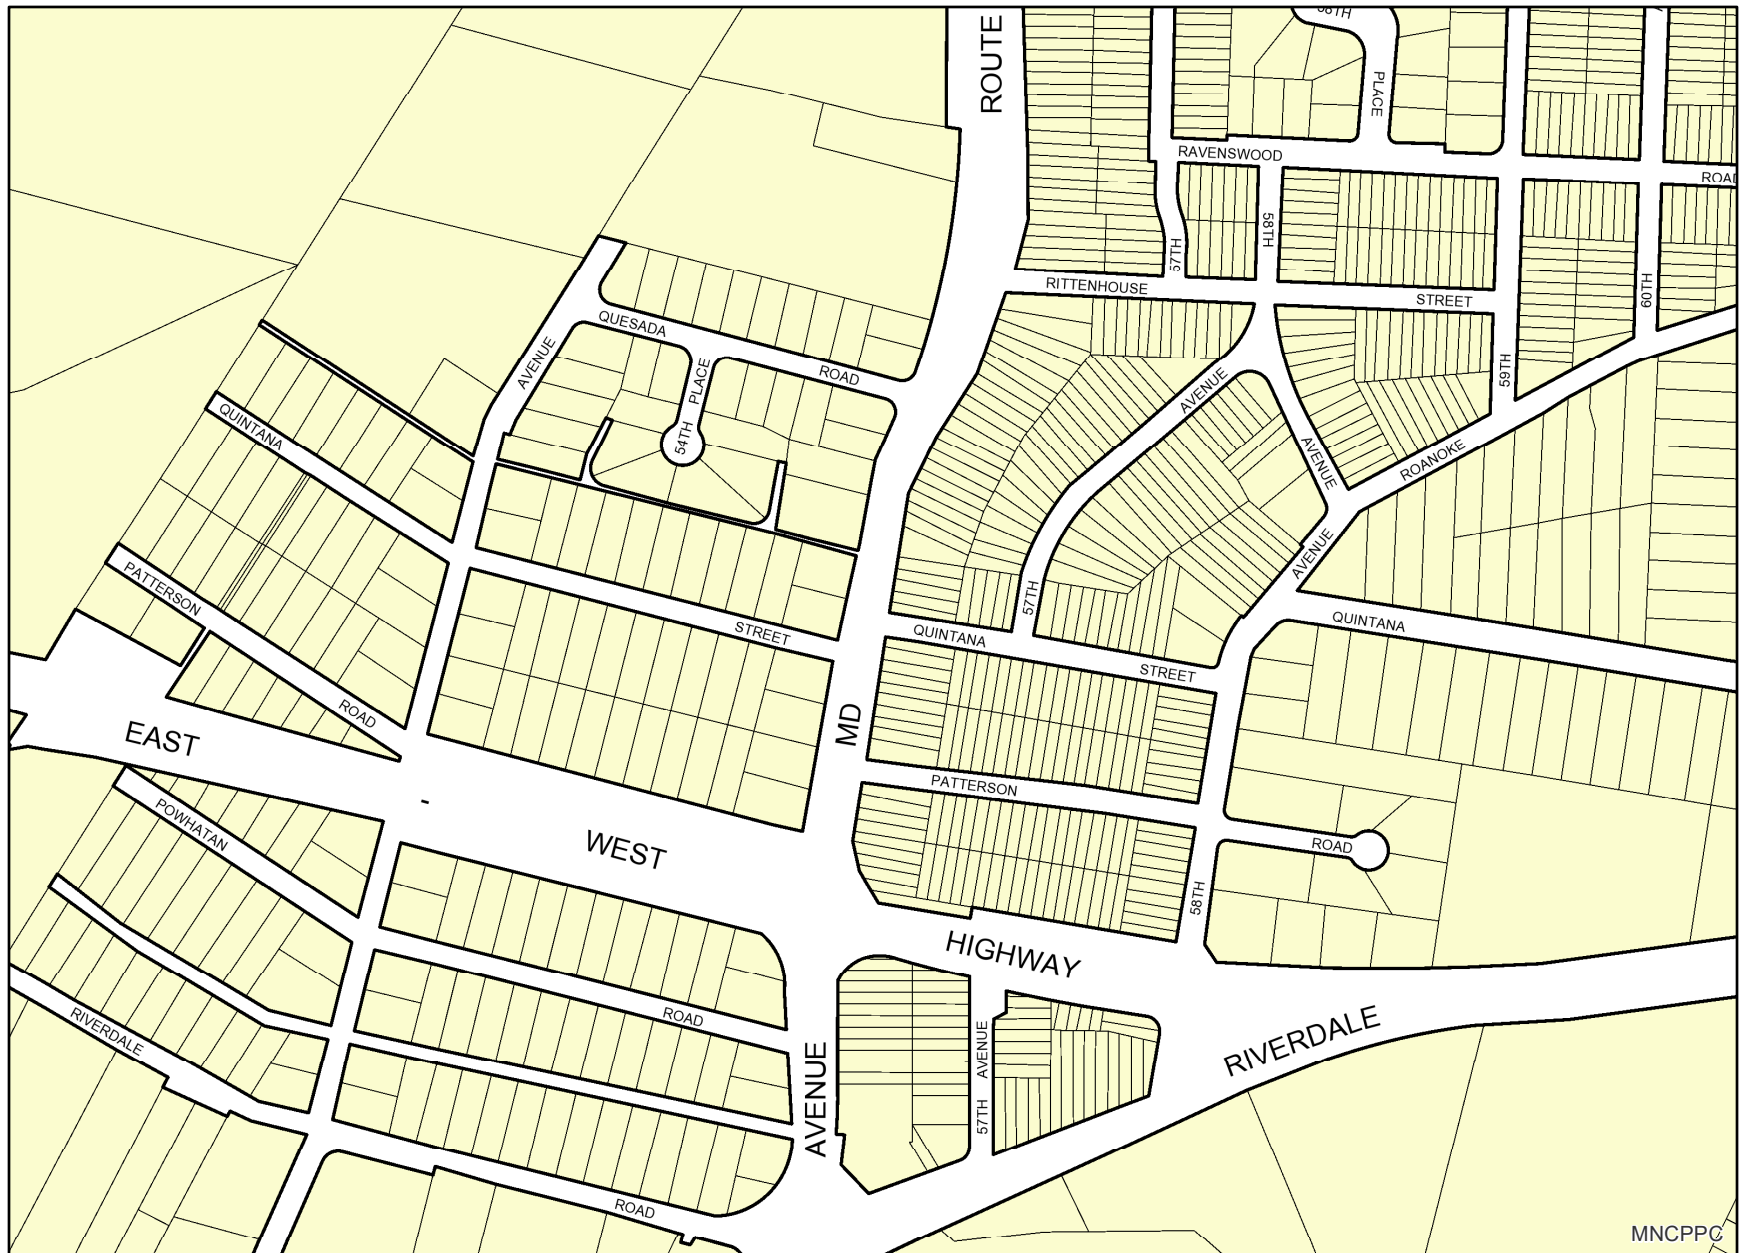 58TH
PLACE
ROUTE
RAVENSWOOD
ROAD
58TH
57TH
60TH
RITTENHOUSE
STREET
QUESADA
AVENUE
PLACE
ROAD
59TH
AVENUE
QUINTANA
54TH
AVENUE
ROANOKE
AVENUE
PATTERSON
57TH
STREET
QUINTANA
QUINTANA
STREET
ROAD
MD
EAST
PATTERSON
POWHATAN
WEST
ROAD
58TH
HIGHWAY
RIVERDALE
ROAD
AVENUE
RIVERDALE
AVENUE
57TH
ROAD
MNCPPC